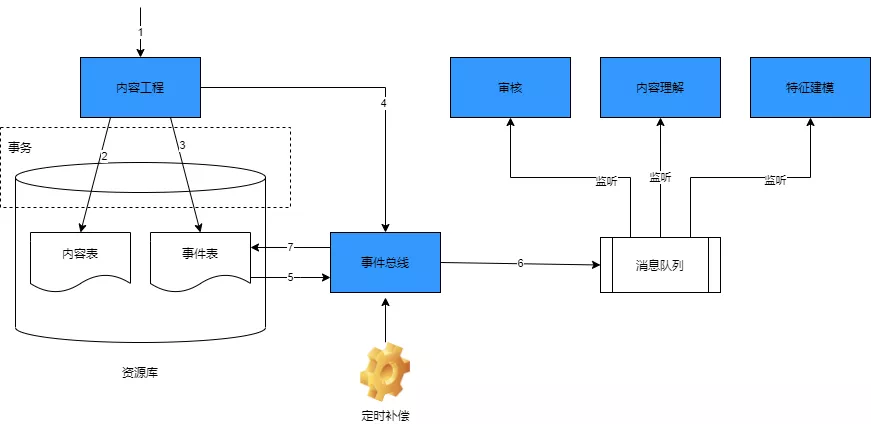 1
内容工程
审核
内容理解
特征建模
4
事务
2
3
监听
监听
监听
内容表
事件表
7
5
事件总线
6
消息队列
资源库
定时补偿